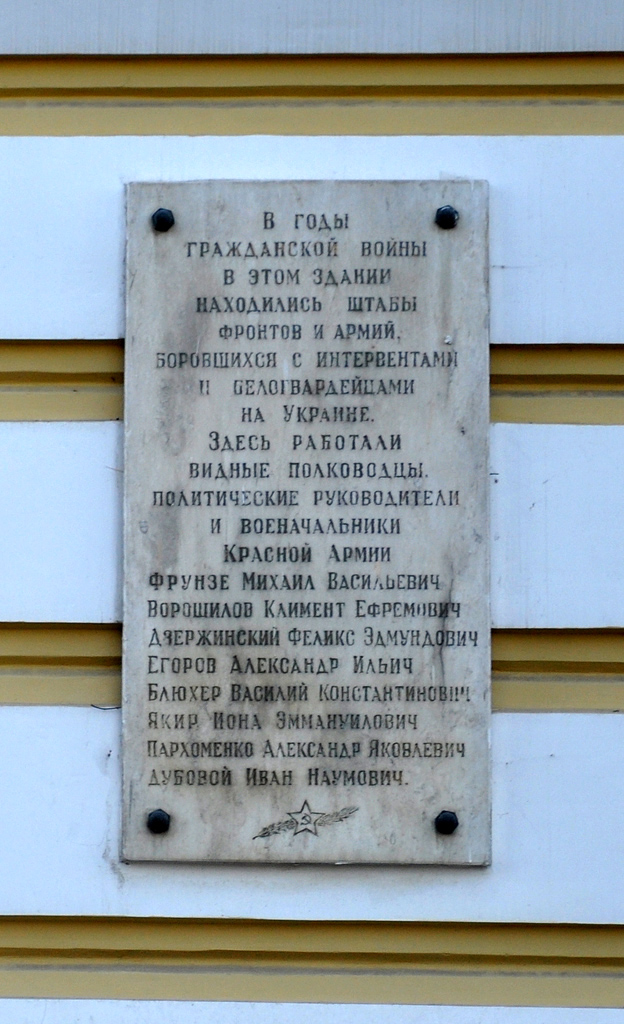 В ГОДЫ
ГРАЖДАНСКОЙ ВОЙНЫ
В ЭТОМ ЗДАНИИ
НАХОДИЛИСЬ ШТАБЫ
ФРОНТОВ И АРМИЙ,
БОРОВШИХСЯ С ИНТЕРВЕНТАМИ
И БЕЛОГВАРДЕЙЦАМИ
НА УКРАИНЕ.
ЗДЕСЬ РАБОТАЛИ
ВИДНЫЕ ПОЛКОВОДЦЫ,
ПОЛИТИЧЕСКИЕ РУКОВОДИТЕЛИ
И ВОЕНАЧАЛЬНИКИ
КРАСНОЙ АРМИИ
ФРУНЗЕ МИХАИЛ ВАСИЛЬЕВИЧ
ВОРОШИЛОВ КЛИМЕНТ ЕФРЕМОВИЧ
ДЗЕРЖИНСКИЙ ФЕЛИКС ЭДМУНДОВИЧ
ЕГОРОВ АЛЕКСАНДР ИЛЬИЧ
БЛЮХЕР ВАСИЛИЙ КОНСТАНТИНОВИЧ
ЯКИР ИОНА ЭММАНУИЛОВИЧ
ПАРХОМЕНКО АЛЕКСАНДР ЯКОВЛЕВИЧ
ДУБОВОЙ ИВАН НАУМОВИЧ.